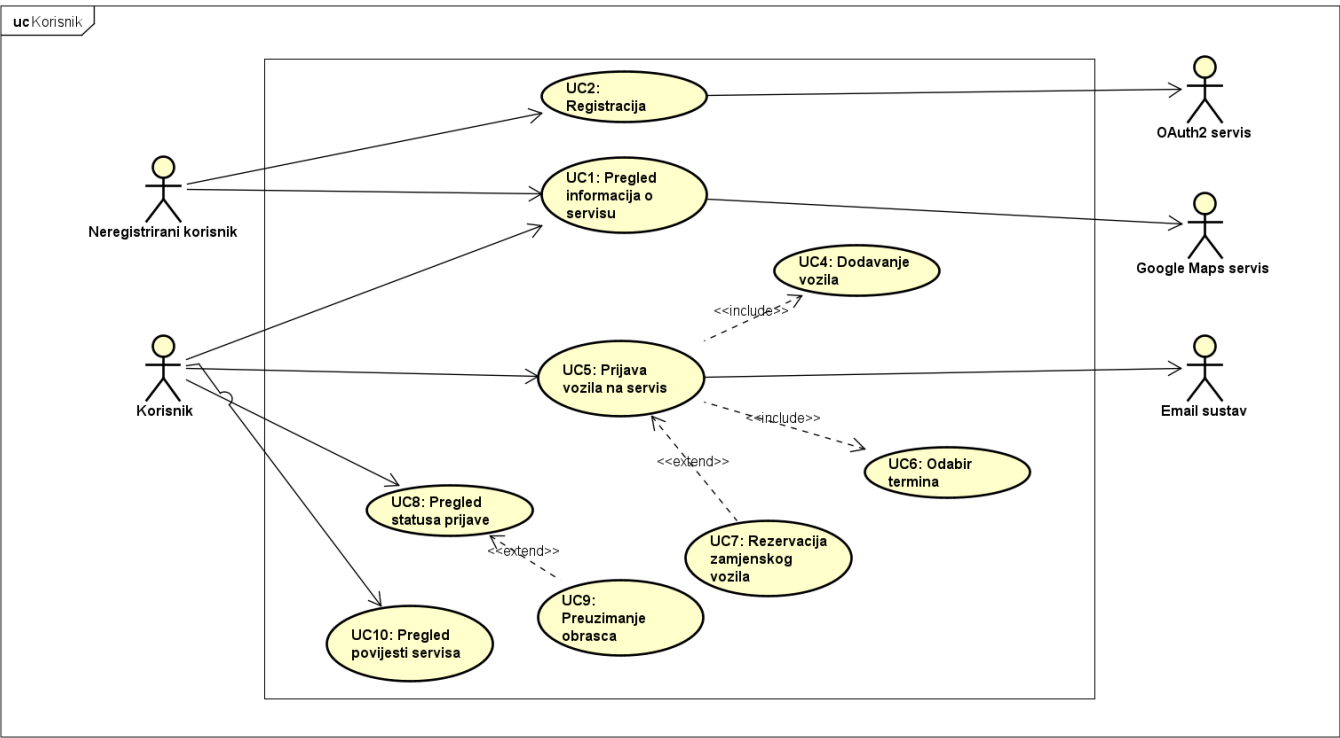 uc Korisnik
UC2:
Registracija
OAuth2 servis
UC1: Pregled
informacija o
servisu
Neregistrirani korisnik
Google Maps servis
UC4: Dodavanje
vozila
<<include>>
UC5: Prijava
vozila na servis
Korisnik
Email sustav
<<include>>
<<extend>>
UC6: Odabir
termina
UC8: Pregled
statusa prijave
<<extend>>
UC7: Rezervacija
zamjenskog
vozila
UC9:
Preuzimanje
obrasca
UC10: Pregled
povijesti servisa